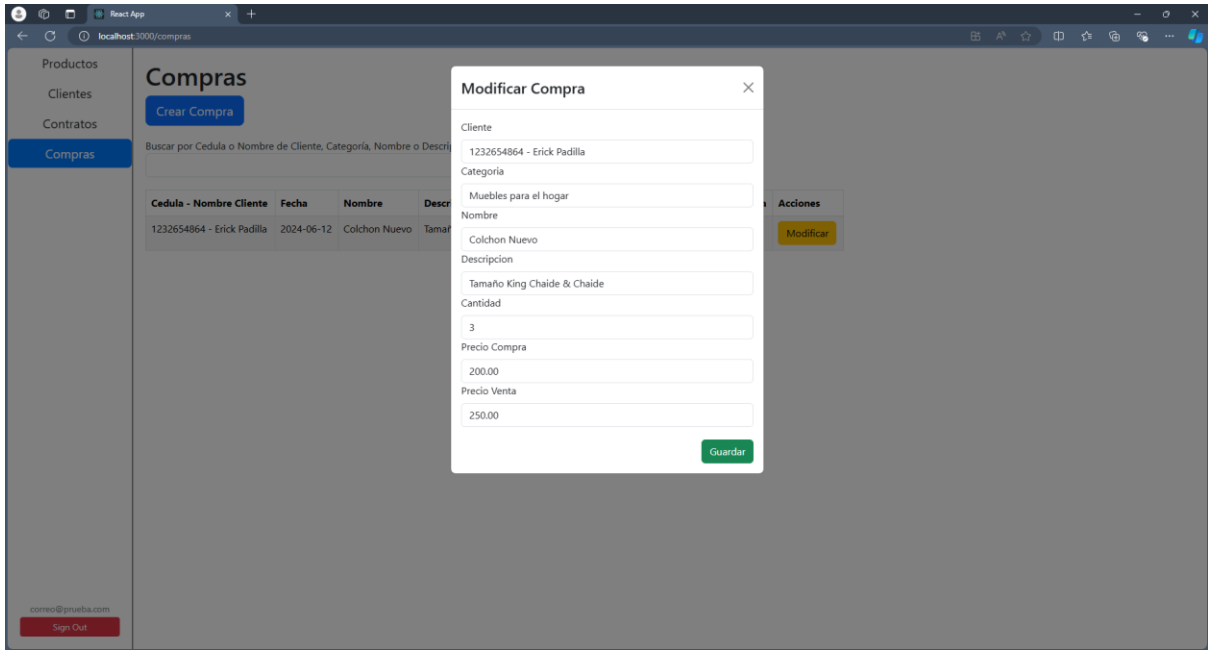 React App
localhost:3000/compras
Productos
Clientes
Contratos
Compras
correo@prueba.com
Sign Out
Compras
Crear Compra
Buscar por Cedula o Nombre de Cliente, Categoría, Nombre o
Cedula - Nombre Cliente Fecha Nombre Acciones
1232654864 - Erick Padilla 2024-06-12 Colchon Nuevo Modificar
Modificar Compra
Cliente
1232654864 - Erick Padilla
Categoria
Muebles para el hogar
Nombre
Colchon Nuevo
Descripcion
Tamaño King Chaide & Chaide
Cantidad
3
Precio Compra
200.00
Precio Venta
250.00
Guardar